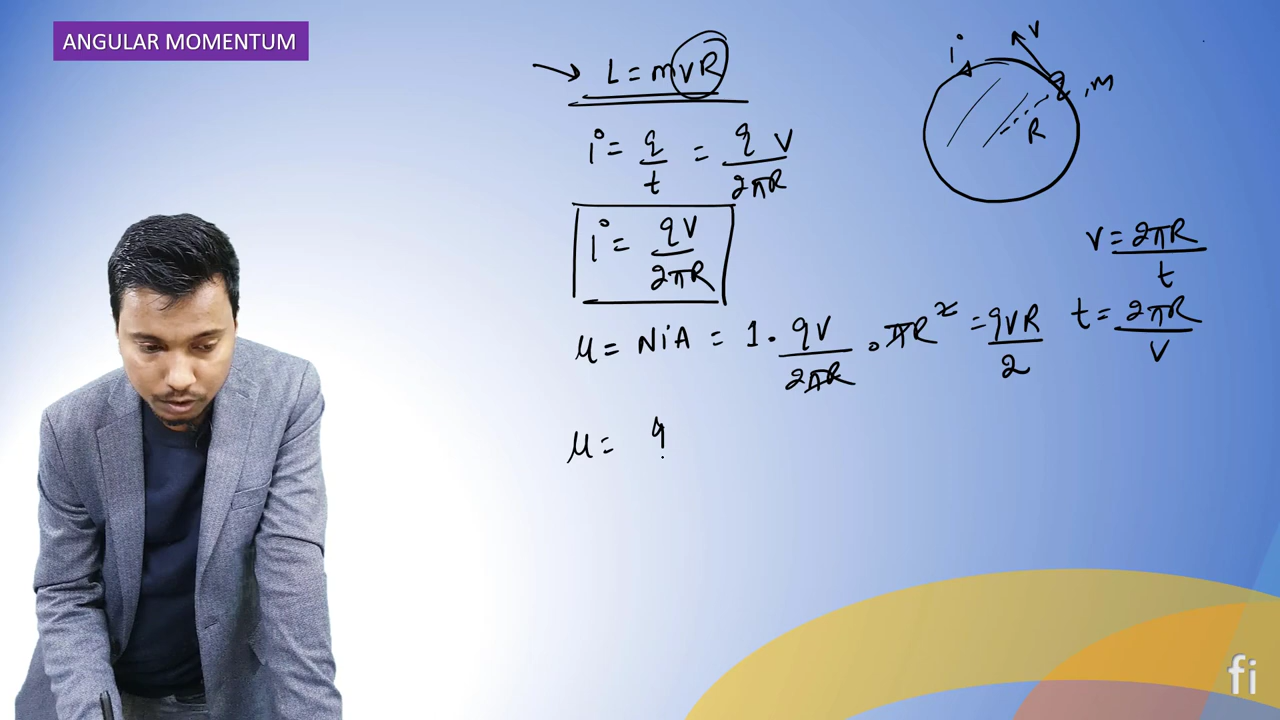 ANGULAR MOMENTUM
L = mvR
i = q/t = qv/2πR
i = qv/2πR
μ = NiA = 1 · qv/2πR · πR² = qvR/2
μ = q
i
v
m
R
v = 2πR/t
t = 2πR/v
fi